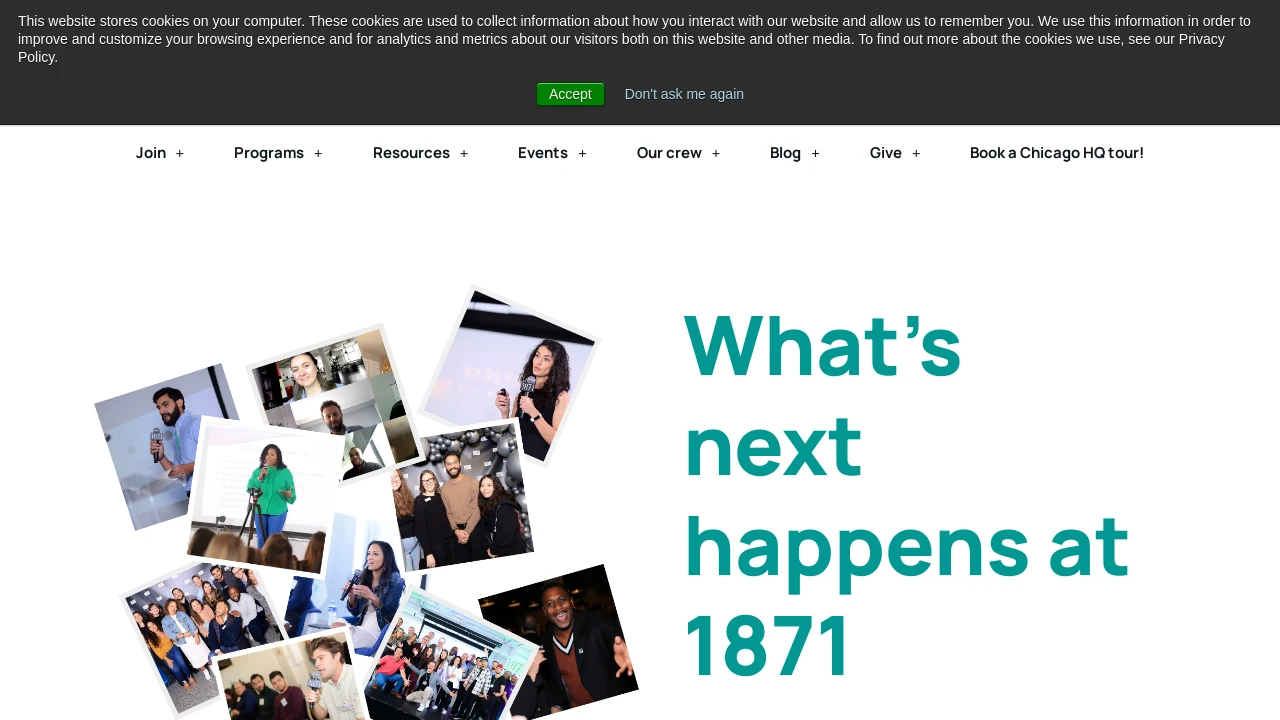 This website stores cookies on your computer. These cookies are used to collect information about how you interact with our website and allow us to remember you. We use this information in order to
improve and customize your browsing experience and for analytics and metrics about our visitors both on this website and other media. To find out more about the cookies we use, see our Privacy
Policy.
Accept Don't ask me again
Join + Programs + Resources + Events + Our crew + Blog + Give + Book a Chicago HQ tour!
What’s
next
happens at
1871